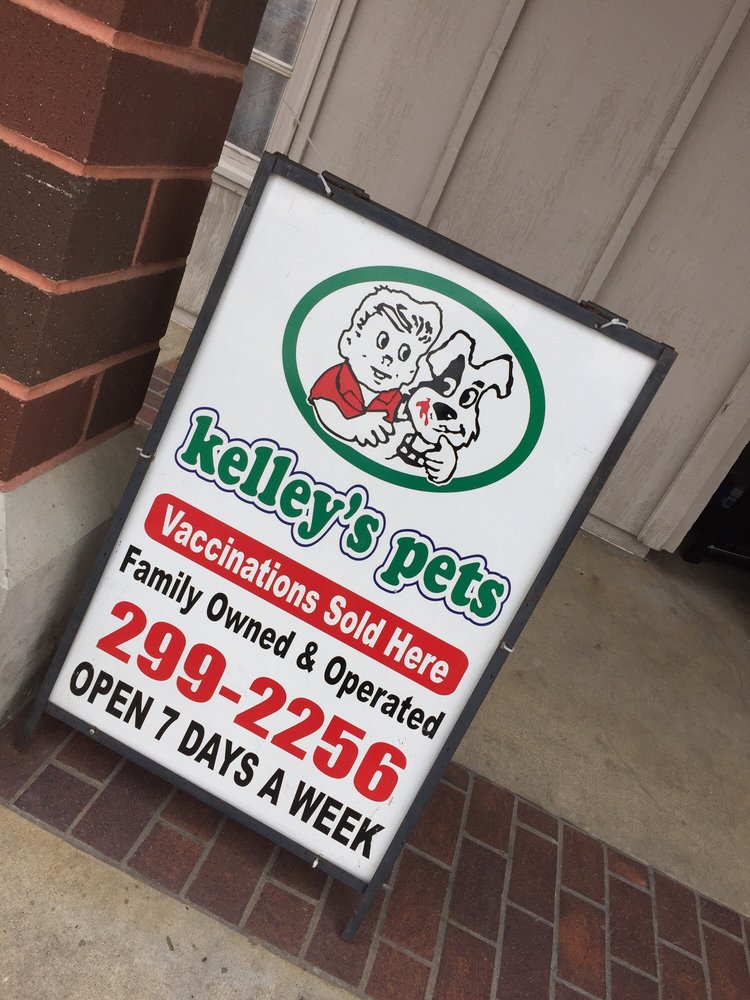 kelley's pets
Vaccinations Sold Here
Family Owned & Operated
299-2256
OPEN 7 DAYS A WEEK